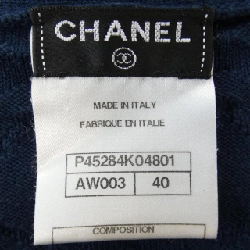 CHANEL
MADE IN ITALY
FABRIQUE EN ITALIE
P45284K04801
AW003 40
COMPOSITION